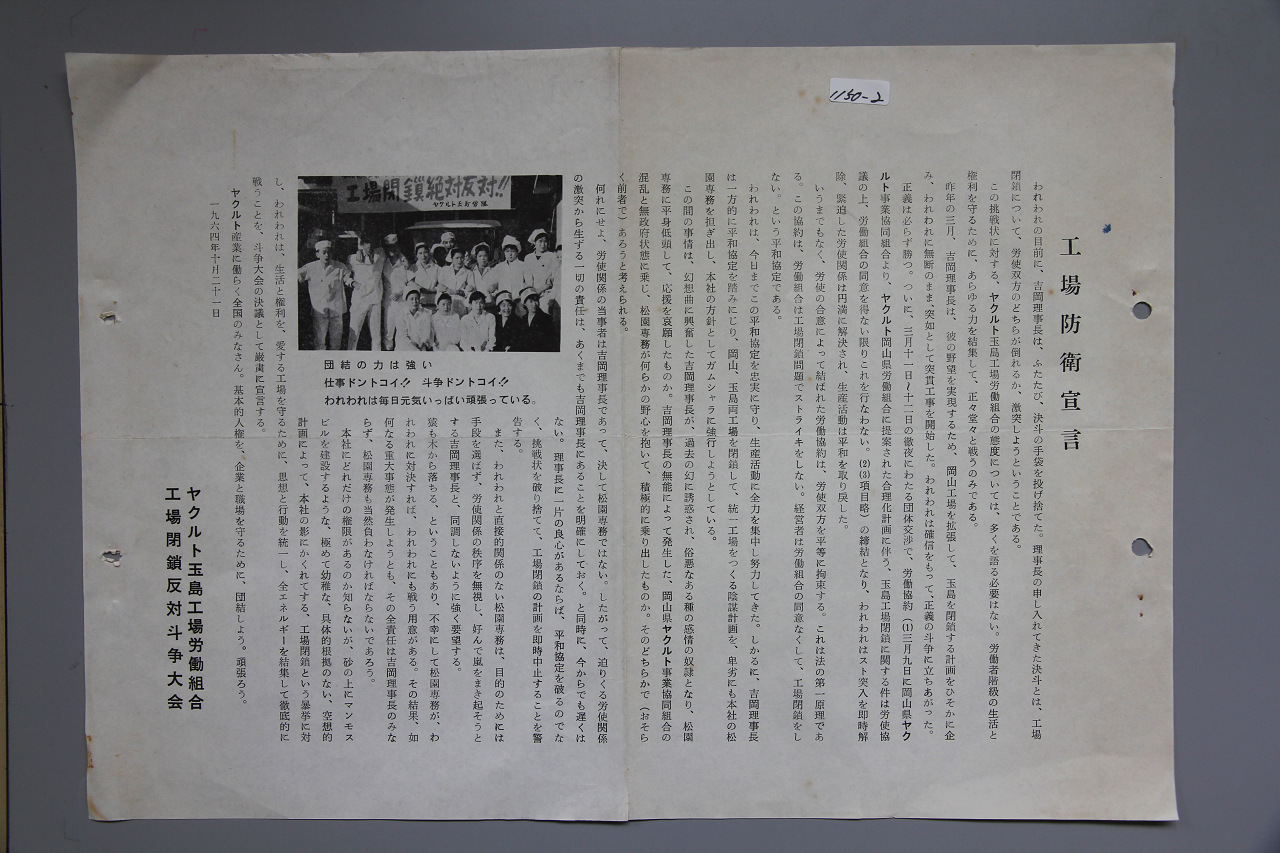 1150-2
工場防衛宣言
われわれの目前に、吉岡理事長は、ふたたび、決斗の手袋を投げ捨てた。理事長の申し入れてきた決斗とは、工場
閉鎖について、労使双方のどちらが倒れるか、激突しようということである。
この挑戦状に対する、ヤクルト玉島工場労働組合の態度については、多くを語る必要はない。労働者階級の生活と
権利を守るために、あらゆる力を結集して、正々堂々と戦うのみである。
昨年の三月、吉岡理事長は、彼の野望を実現するため、岡山工場を拡張して、玉島を閉鎖する計画をひそかに企
み、われわれに無断のまま、突如として突貫工事を開始した。われわれは確信をもって、正義の斗争に立ちあがった。
正義は必らず勝つ。ついに、三月十一日〜十二日の徹夜にわたる団体交渉で、労働協約(1)三月九日に岡山県ヤク
ルト事業協同組合より、ヤクルト岡山県労働組合に提案された合理化計画に伴う、玉島工場閉鎖に関する件は労使協
議の上、労働組合の同意を得ない限りこれを行なわない。(2)(3)項目略)の締結となり、われわれはスト突入を即時解
除、緊迫した労使関係は円満に解決され、生産活動は平和を取り戻した。
いうまでもなく、労使の合意によって結ばれた労働協約は、労使双方を平等に拘束する。これは法の第一原理であ
る。この協約は、労働組合は工場閉鎖問題でストライキをしない。経営者は労働組合の同意なくして、工場閉鎖をし
ない。という平和協定である。
われわれは、今日までこの平和協定を忠実に守り、生産活動に全力を集中し努力してきた。しかるに、吉岡理事長
は一方的に平和協定を踏みにじり、岡山、玉島両工場を閉鎖して、統一工場をつくる陰謀計画を、卑劣にも本社の松
園専務を担ぎ出し、本社の方針としてガムシャラに強行しようとしている。
この間の事情は、幻想曲に興奮した吉岡理事長が、過去の幻に誘惑され、俗悪なある種の感情の奴隷となり、松園
専務に平身低頭して、応援を哀願したものか。吉岡理事長の無能によって発生した、岡山県ヤクルト事業協同組合の
混乱と無政府状態に乗じ、松園専務が何らかの野心を抱いて、積極的に乗り出したものか。そのどちらかで(おそら
く前者で)あろうと考えられる。
何れにせよ、労使関係の当事者は吉岡理事長であって、決して松園専務ではない。したがって、迫りくる労使関係
の激突から生ずる一切の責任は、あくまでも吉岡理事長にあることを明確にしておく。と同時に、今からでも遅くは
ない。理事長に一片の良心があるならば、平和協定を破るのでな
く、挑戦状を破り捨てて、工場閉鎖の計画を即時中止することを警
告する。
また、われわれと直接的関係のない松園専務は、目的のためには
手段を選ばず、労使関係の秩序を無視し、好んで嵐をまき起そうと
する吉岡理事長と、同調しないように強く要望する。
猿も木から落ちる、ということもあり、不幸にして松園専務が、わ
れわれに対決すれば、われわれにも戦う用意がある。その結果、如
何なる重大事態が発生しようとも、その全責任は吉岡理事長のみな
らず、松園専務も当然負わなければならないであろう。
本社にどれだけの権限があるのか知らないが、砂の上にマンモス
ビルを建設するような、極めて幼稚な、具体的根拠のない、空想的
計画によって、本社の影にかくれてする、工場閉鎖という暴挙に対
し、われわれは、生活と権利を、愛する工場を守るために、思想と行動を統一し、全エネルギーを結集して徹底的に
戦うことを、斗争大会の決議として厳粛に宣言する。
ヤクルト産業に働らく全国のみなさん。基本的人権を、企業と職場を守るために、団結しよう。頑張ろう。
一九六四年十月二十一日
ヤクルト玉島工場労働組合
工場閉鎖反対斗争大会
工場閉鎖絶対反対!!
ヤクルト玉島労組
団結の力は強い
仕事ドントコイ!! 斗争ドントコイ!!
われわれは毎日元気いっぱい頑張っている。